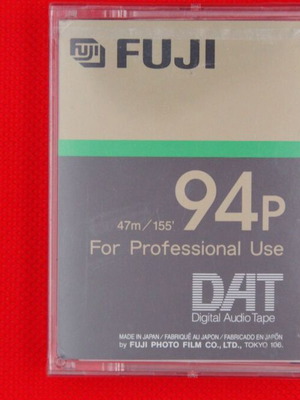 FUJI FUJI
94P
47m/155'
For Professional Use
DAT
Digital Audio Tape
MADE IN JAPAN/FABRIQUÉ AU JAPON/FABRICADO EN JAPÓN
by FUJI PHOTO FILM CO., LTD., TOKYO 106.